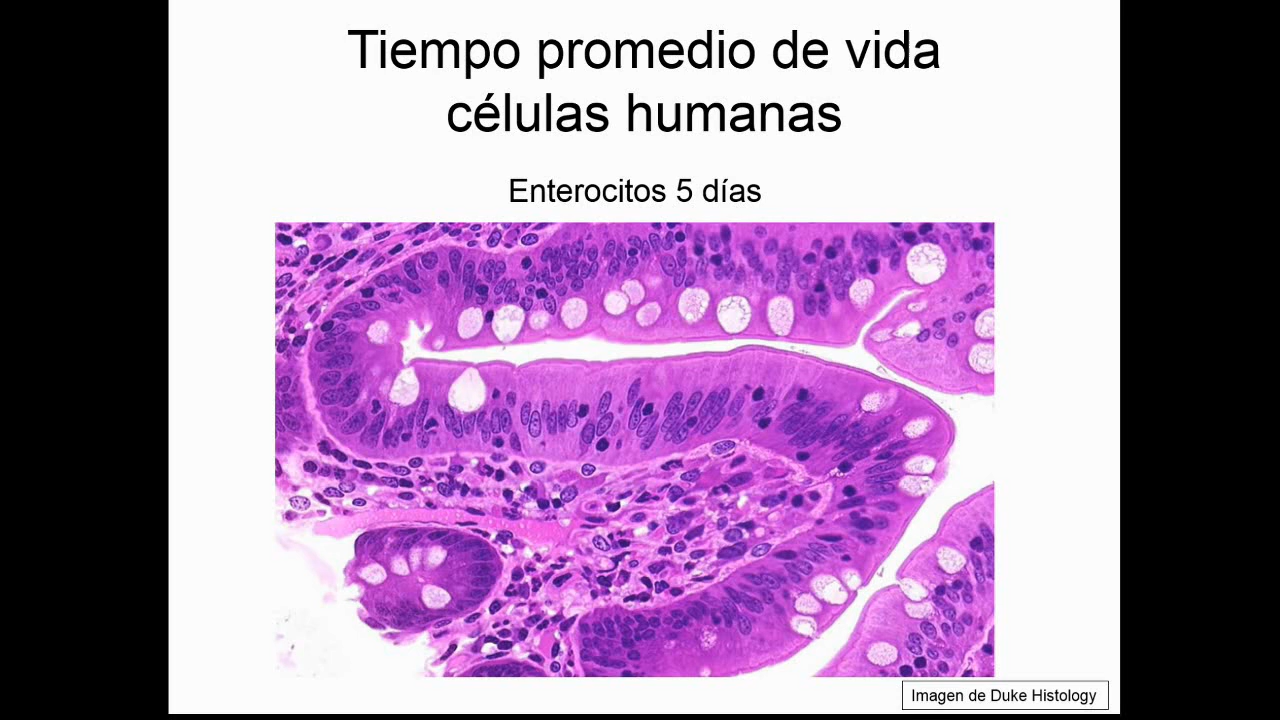 Tiempo promedio de vida
células humanas
Enterocitos 5 días
Imagen de Duke Histology